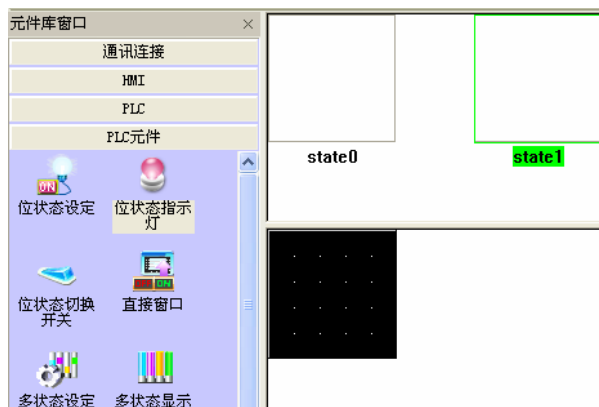 元件库窗口
通讯连接
HMI
PLC
PLC元件
state0
state1
ON
位状态设定
位状态指示
灯
位状态切换
开关
直接窗口
多状态设定
多状态显示